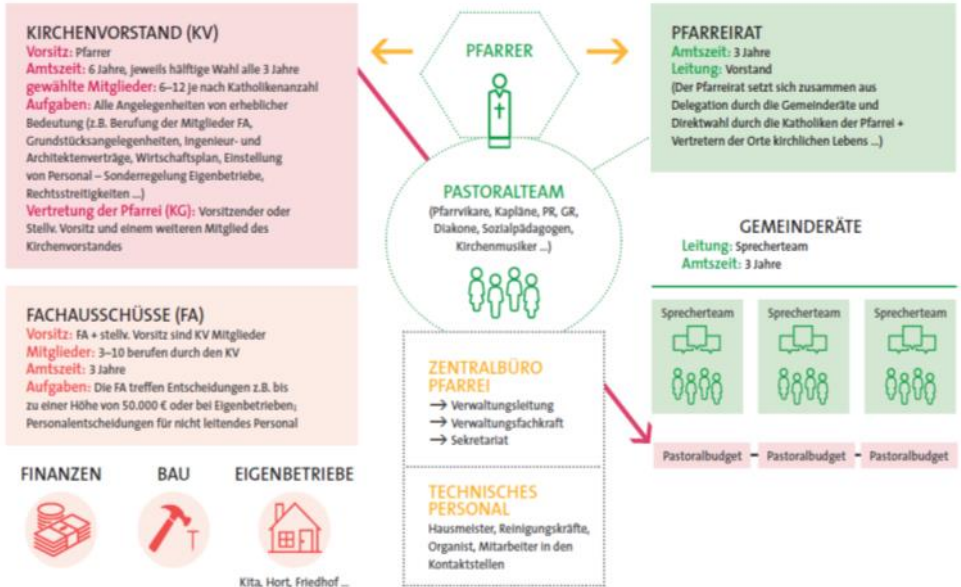 KIRCHENVORSTAND (KV)
Vorsitz: Pfarrer
Amtszeit: 6 Jahre, jeweils hälftige Wahl alle 3 Jahre
gewählte Mitglieder: 6–12 je nach Katholikenanzahl
Aufgaben: Alle Angelegenheiten von erheblicher
Bedeutung (z.B. Berufung der Mitglieder FA,
Grundstücksangelegenheiten, Ingenieur- und
Architektenverträge, Wirtschaftsplan, Einstellung
von Personal – Sonderregelung Eigenbetriebe,
Rechtsstreitigkeiten ...)
Vertretung der Pfarrei (KG): Vorsitzender oder
Stellv. Vorsitz und einem weiteren Mitglied des
Kirchenvorstandes
FACHAUSSCHÜSSE (FA)
Vorsitz: FA + stellv. Vorsitz sind KV Mitglieder
Mitglieder: 3–10 berufen durch den KV
Amtszeit: 3 Jahre
Aufgaben: Die FA treffen Entscheidungen z.B. bis
zu einer Höhe von 50.000 € oder bei Eigenbetrieben;
Personalentscheidungen für nicht leitendes Personal
FINANZEN
BAU
EIGENBETRIEBE
Kita, Hort, Friedhof ...
PFARRER
PASTORALTEAM
(Pfarrvikare, Kapläne, PR, GR,
Diakone, Sozialpädagogen,
Kirchenmusiker ...)
ZENTRALBÜRO
PFARREI
→ Verwaltungsleitung
→ Verwaltungsfachkraft
→ Sekretariat
TECHNISCHES
PERSONAL
Hausmeister, Reinigungskräfte,
Organist, Mitarbeiter in den
Kontaktstellen
PFARREIRAT
Amtszeit: 3 Jahre
Leitung: Vorstand
(Der Pfarreirat setzt sich zusammen aus
Delegation durch die Gemeinderäte und
Direktwahl durch die Katholiken der Pfarrei +
Vertretern der Orte kirchlichen Lebens ...)
GEMEINDERÄTE
Leitung: Sprecherteam
Amtszeit: 3 Jahre
Sprecherteam
Sprecherteam
Sprecherteam
Pastoralbudget – Pastoralbudget – Pastoralbudget